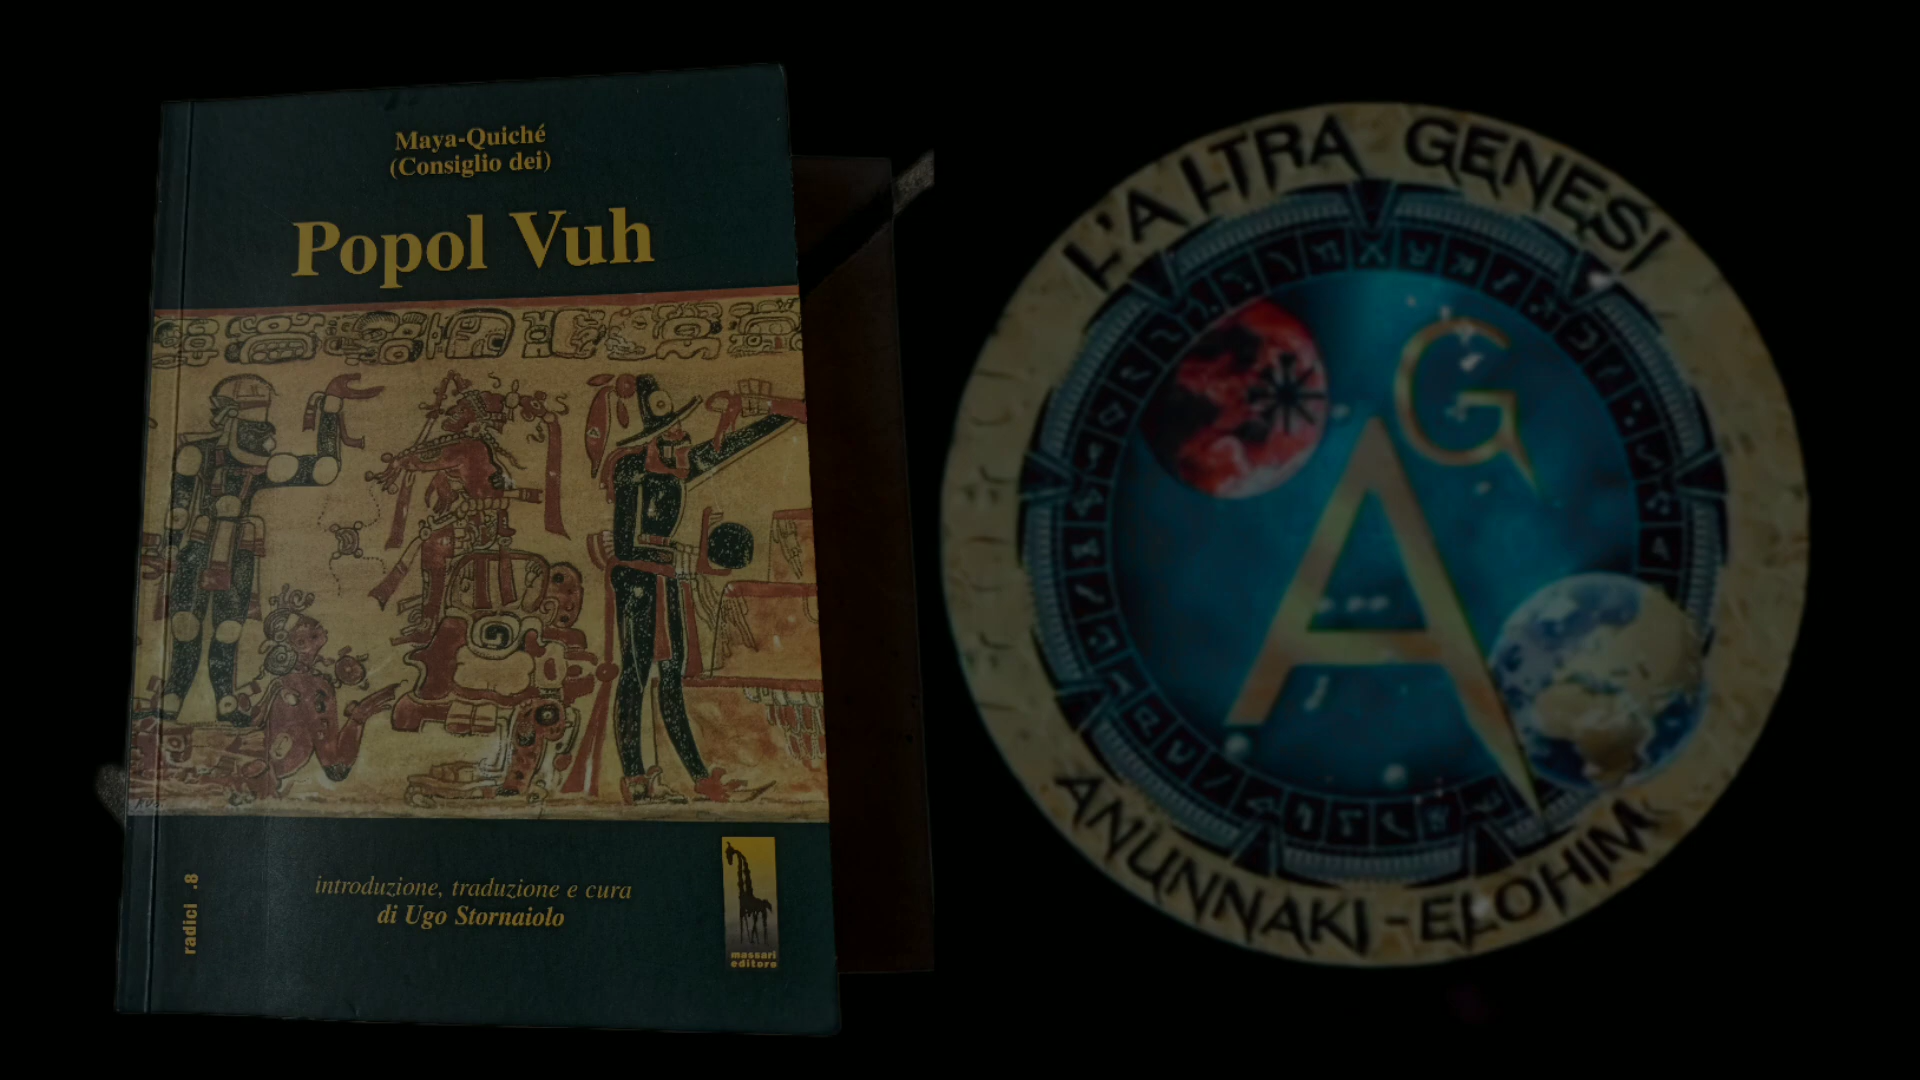 Maya-Quiché
(Consiglio dei)
Popol Vuh
introduzione, traduzione e cura
di Ugo Stornaiolo
radici .8
massari
editore
L'ALTRA GENESI
AG
ANUNNAKI-ELOHIM